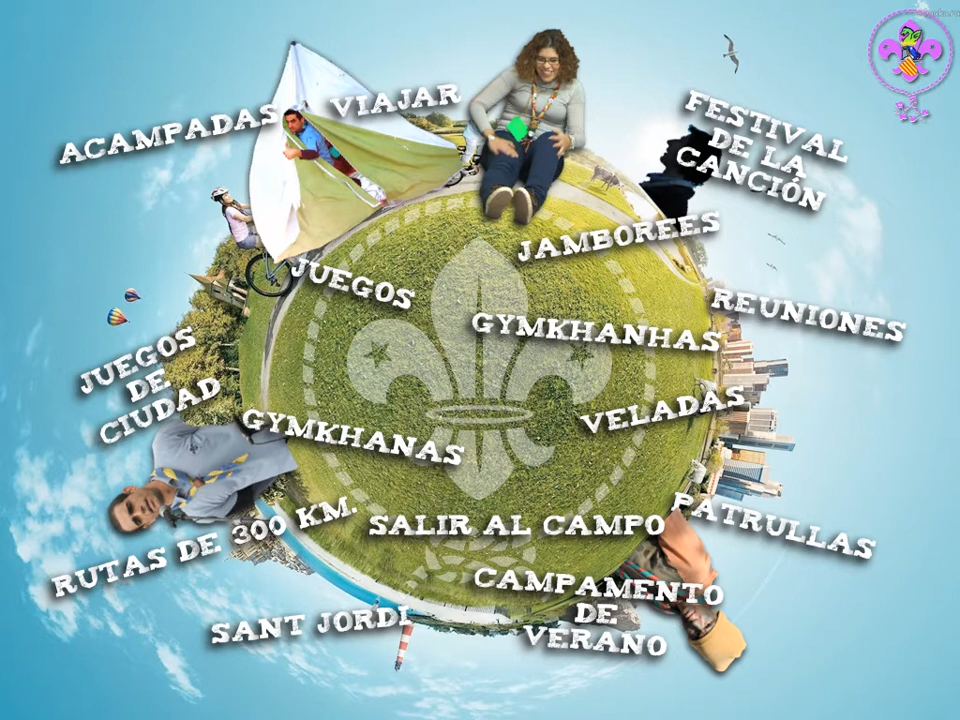 ACAMPADAS
VIAJAR
FESTIVAL
DE LA
CANCIÓN
JAMBOREES
JUEGOS
REUNIONES
GYMKHANHAS
JUEGOS
DE
CIUDAD
VELADAS
GYMKHANAS
RUTAS DE 300 KM.
SALIR AL CAMPO
PATRULLAS
CAMPAMENTO
DE
VERANO
SANT JORDI